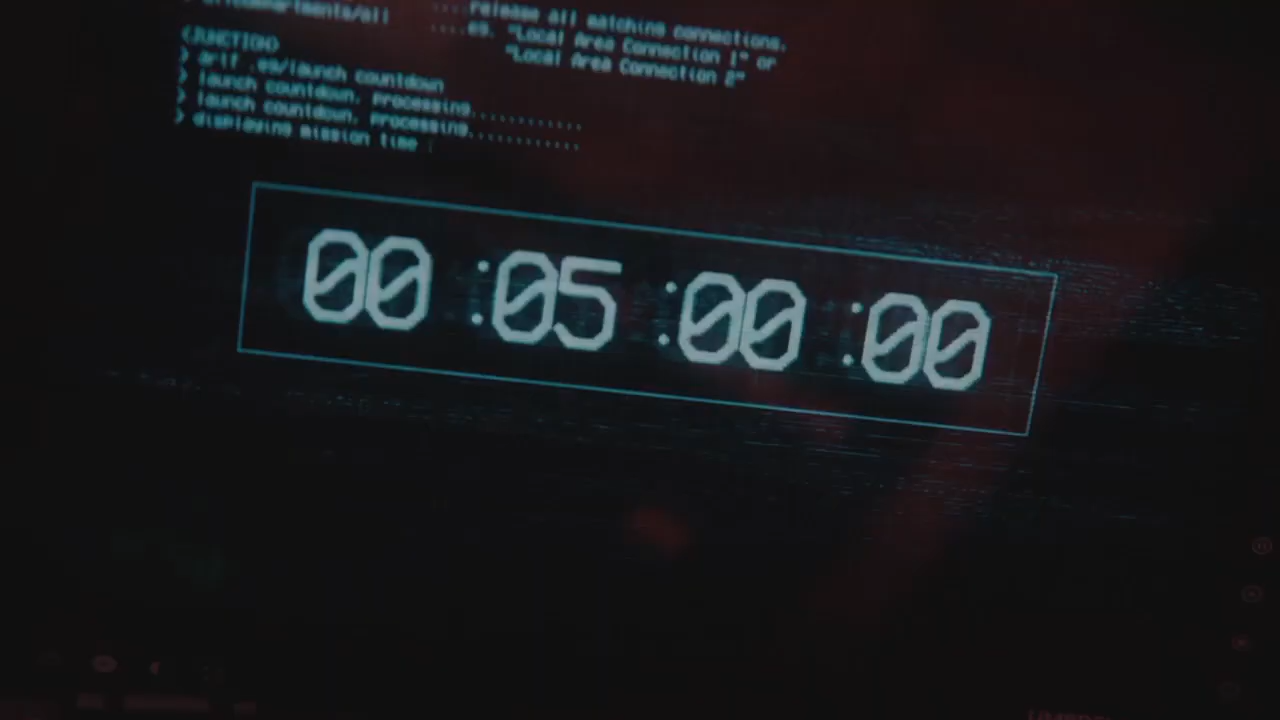 release all matching connections,
....eg. "Local Area Connection 1" or
"Local Area Connection 2"
(JUNCTION)
> /launch countdown
> launch countdown. Processing............
> launch countdown. Processing............
> displaying mission time
00 :05 :00 :00